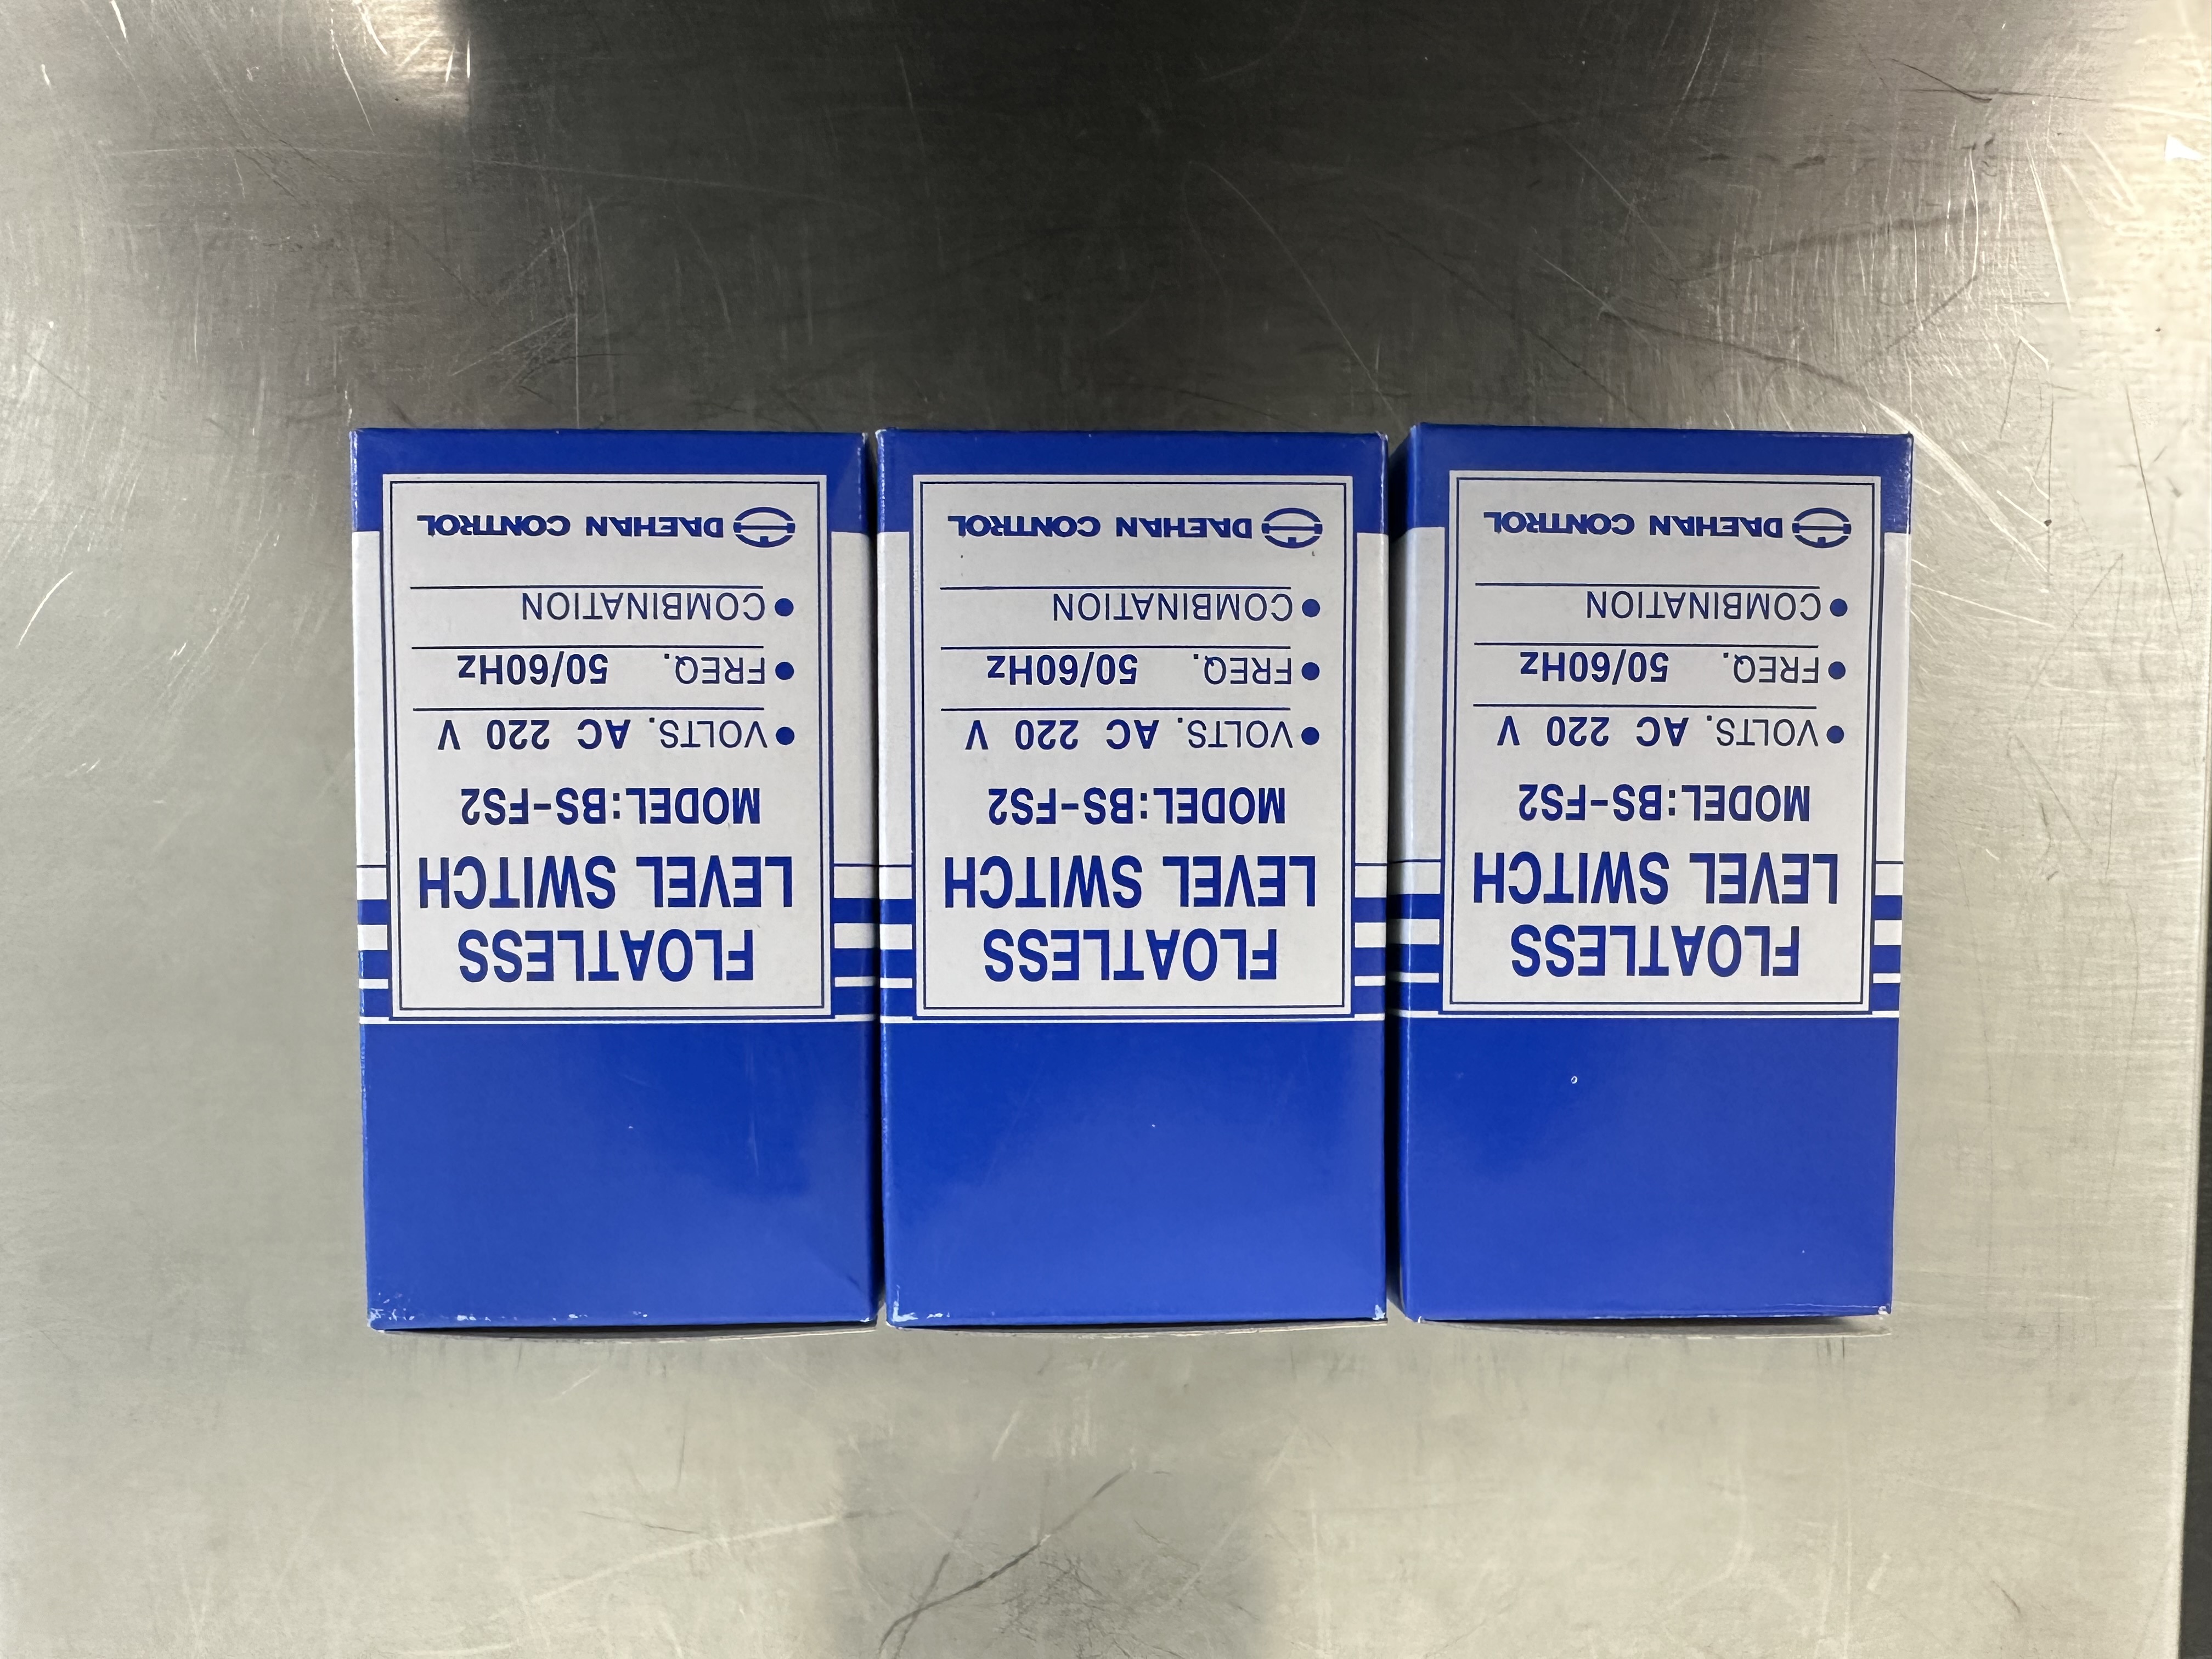 FLOATLESS
LEVEL SWITCH
MODEL:BS-FS2
● VOLTS. AC 220 V
● FREQ. 50/60Hz
● COMBINATION
DAEHAN CONTROL
FLOATLESS
LEVEL SWITCH
MODEL:BS-FS2
● VOLTS. AC 220 V
● FREQ. 50/60Hz
● COMBINATION
DAEHAN CONTROL
FLOATLESS
LEVEL SWITCH
MODEL:BS-FS2
● VOLTS. AC 220 V
● FREQ. 50/60Hz
● COMBINATION
DAEHAN CONTROL